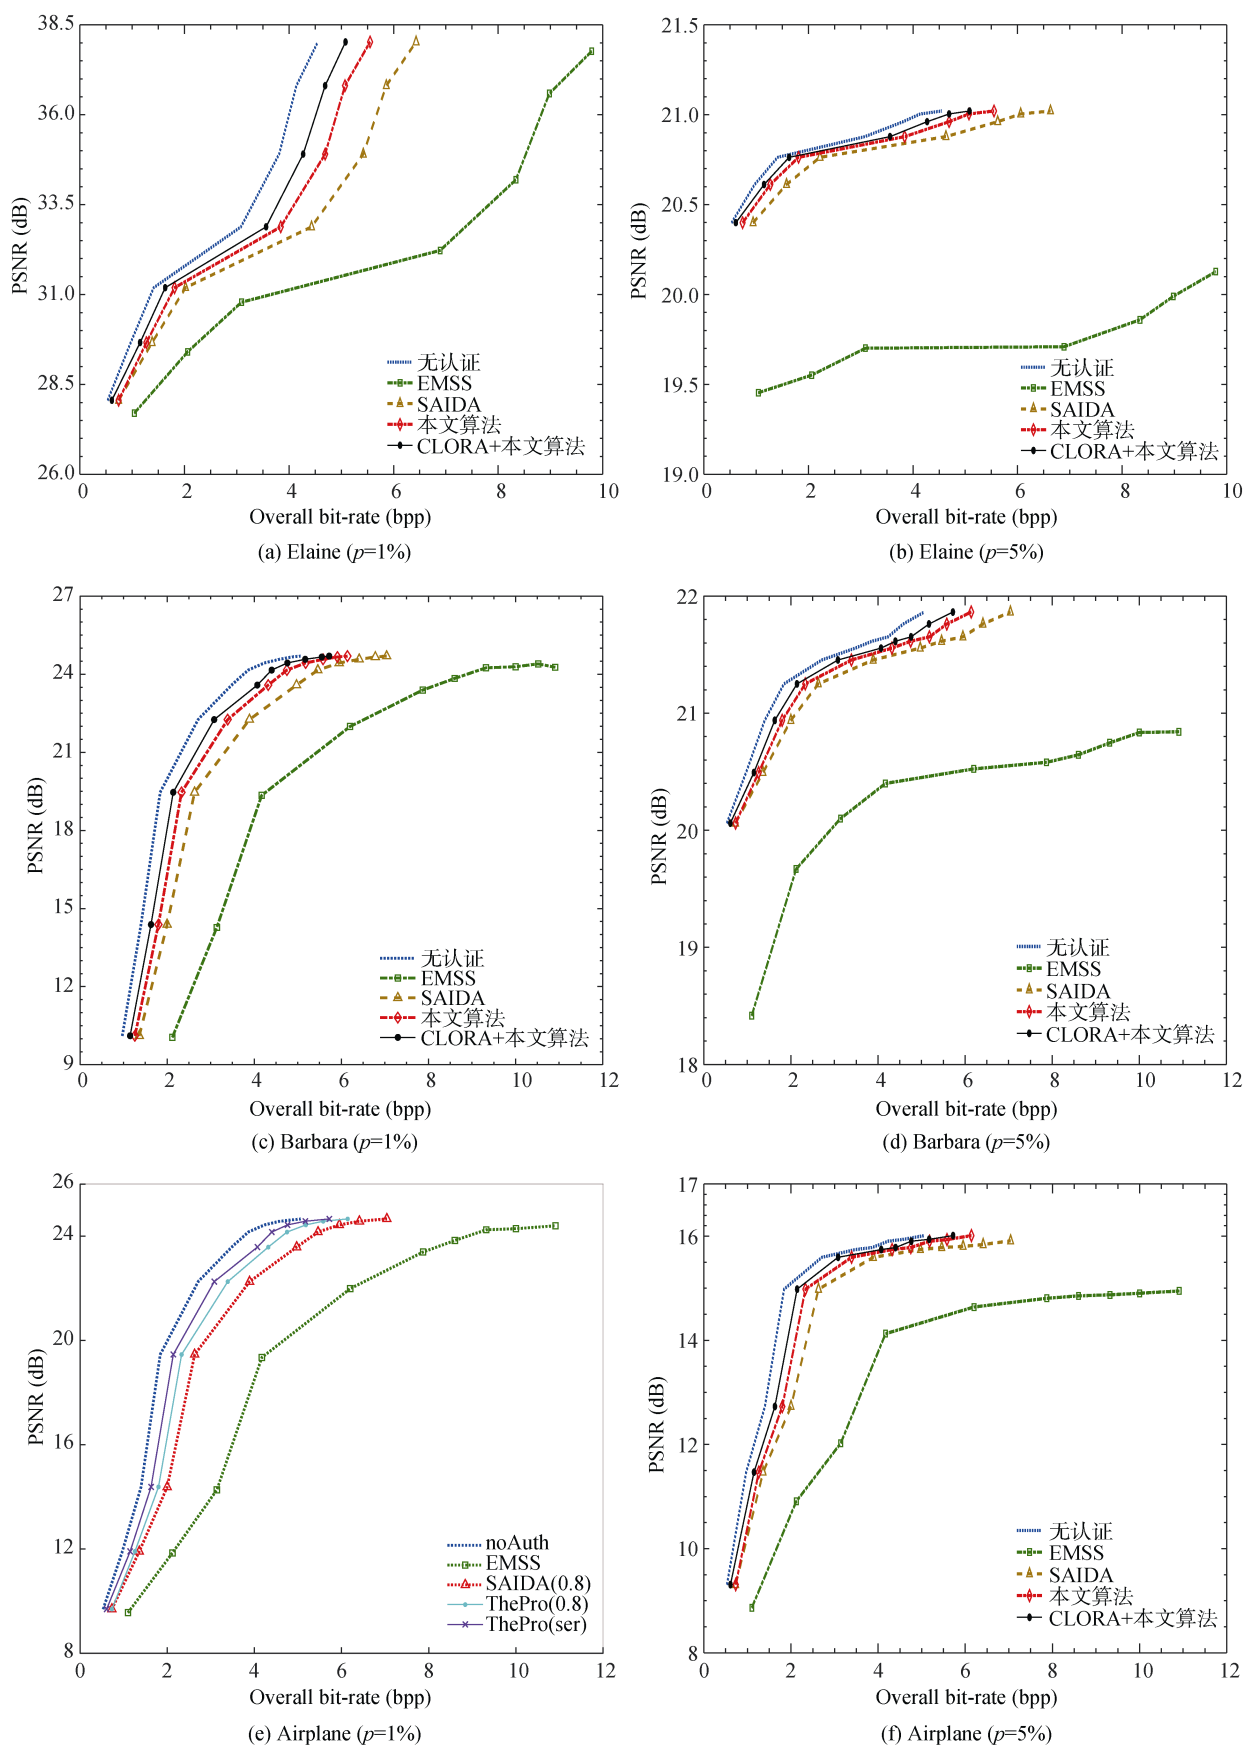 38.5
36.0
33.5
31.0
28.5
26.0
PSNR (dB)
无认证
EMSS
SAIDA
本文算法
CLORA+本文算法
0 2 4 6 8 10
Overall bit-rate (bpp)
(a) Elaine (p=1%)
21.5
21.0
20.5
20.0
19.5
19.0
PSNR (dB)
无认证
EMSS
SAIDA
本文算法
CLORA+本文算法
0 2 4 6 8 10
Overall bit-rate (bpp)
(b) Elaine (p=5%)
27
24
21
18
15
12
9
PSNR (dB)
无认证
EMSS
SAIDA
本文算法
CLORA+本文算法
0 2 4 6 8 10 12
Overall bit-rate (bpp)
(c) Barbara (p=1%)
22
21
20
19
18
PSNR (dB)
无认证
EMSS
SAIDA
本文算法
CLORA+本文算法
0 2 4 6 8 10 12
Overall bit-rate (bpp)
(d) Barbara (p=5%)
26
24
20
16
12
8
PSNR (dB)
noAuth
EMSS
SAIDA(0.8)
ThePro(0.8)
ThePro(ser)
0 2 4 6 8 10 12
Overall bit-rate (bpp)
(e) Airplane (p=1%)
17
16
14
12
10
8
PSNR (dB)
无认证
EMSS
SAIDA
本文算法
CLORA+本文算法
0 2 4 6 8 10 12
Overall bit-rate (bpp)
(f) Airplane (p=5%)